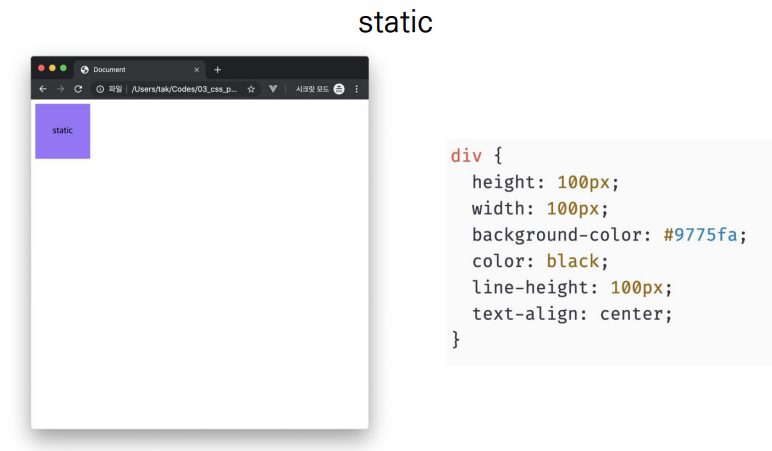 static
Document
파일 | /Users/tak/Codes/03_css_p...
시크릿 모드
static
div {
  height: 100px;
  width: 100px;
  background-color: #9775fa;
  color: black;
  line-height: 100px;
  text-align: center;
}